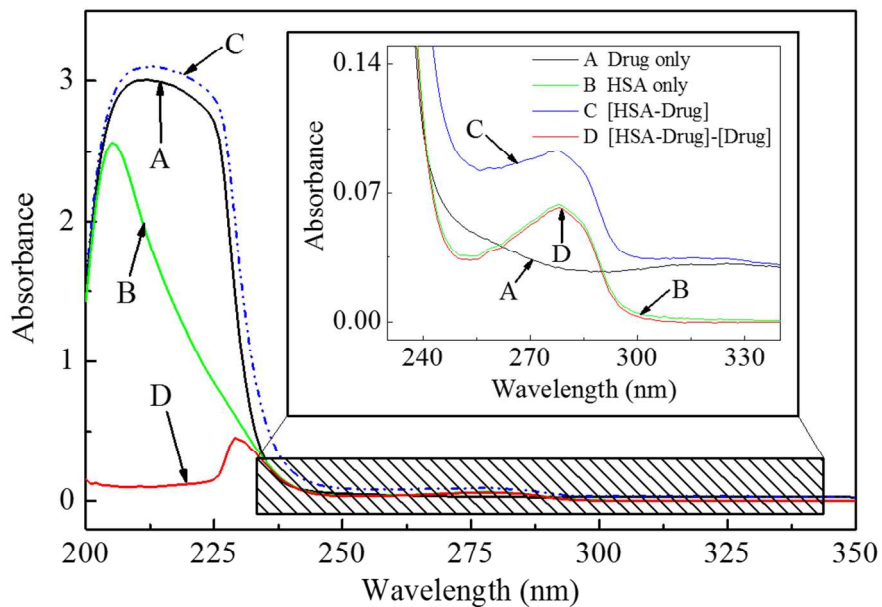 3
2
1
0
Absorbance
200
225
250
275
300
325
350
Wavelength (nm)
C
A
B
D
0.14
0.07
0.00
Absorbance
240
270
300
330
Wavelength (nm)
A Drug only
B HSA only
C [HSA-Drug]
D [HSA-Drug]-[Drug]
C
D
A
B